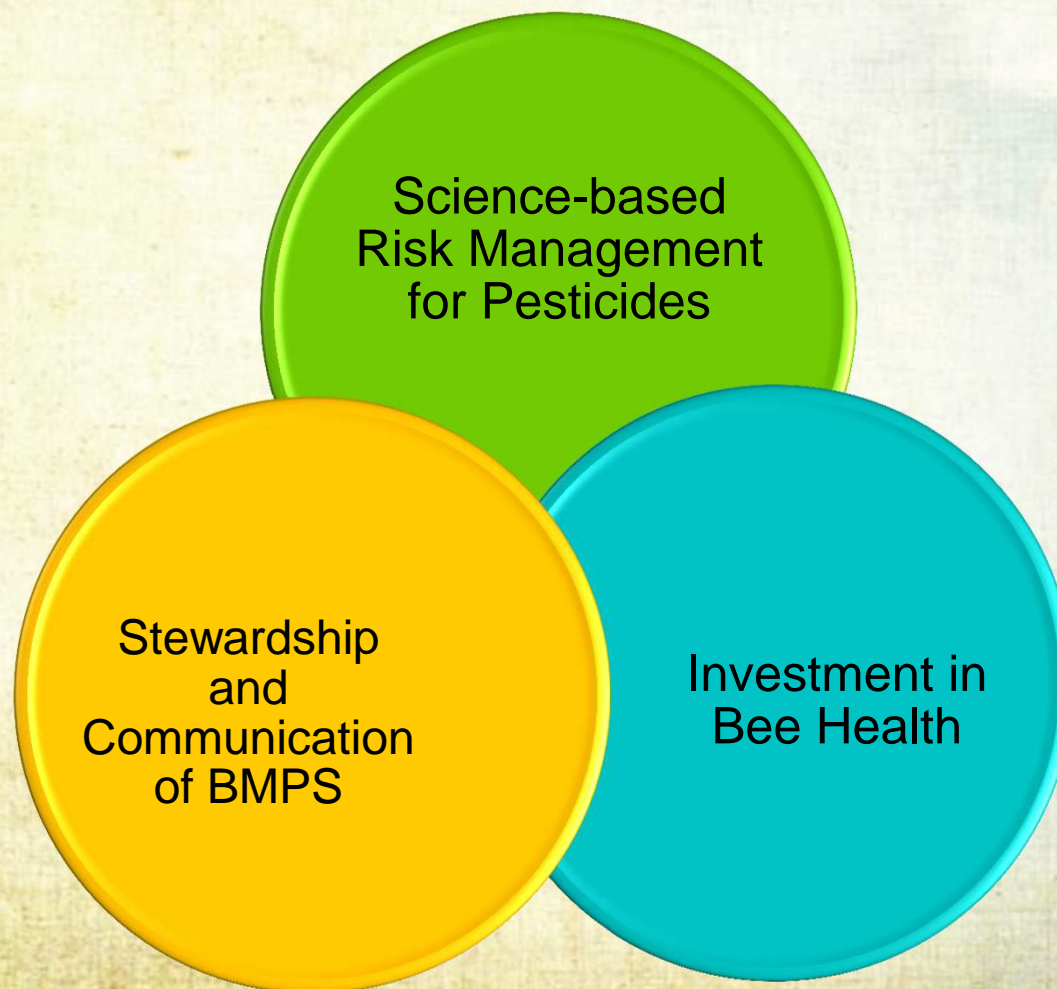 Science-based
Risk Management
for Pesticides
Stewardship
and
Communication
of BMPS
Investment in
Bee Health